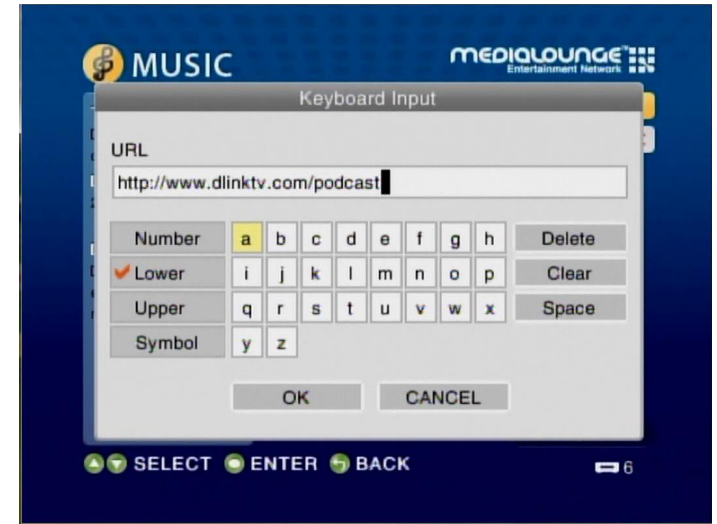 MUSIC
MEDIALOUNGE™
Entertainment Network
Keyboard Input
URL
http://www.dlinktv.com/podcast
Number a b c d e f g h Delete
Lower i j k l m n o p Clear
Upper q r s t u v w x Space
Symbol y z
OK CANCEL
SELECT ENTER BACK 6